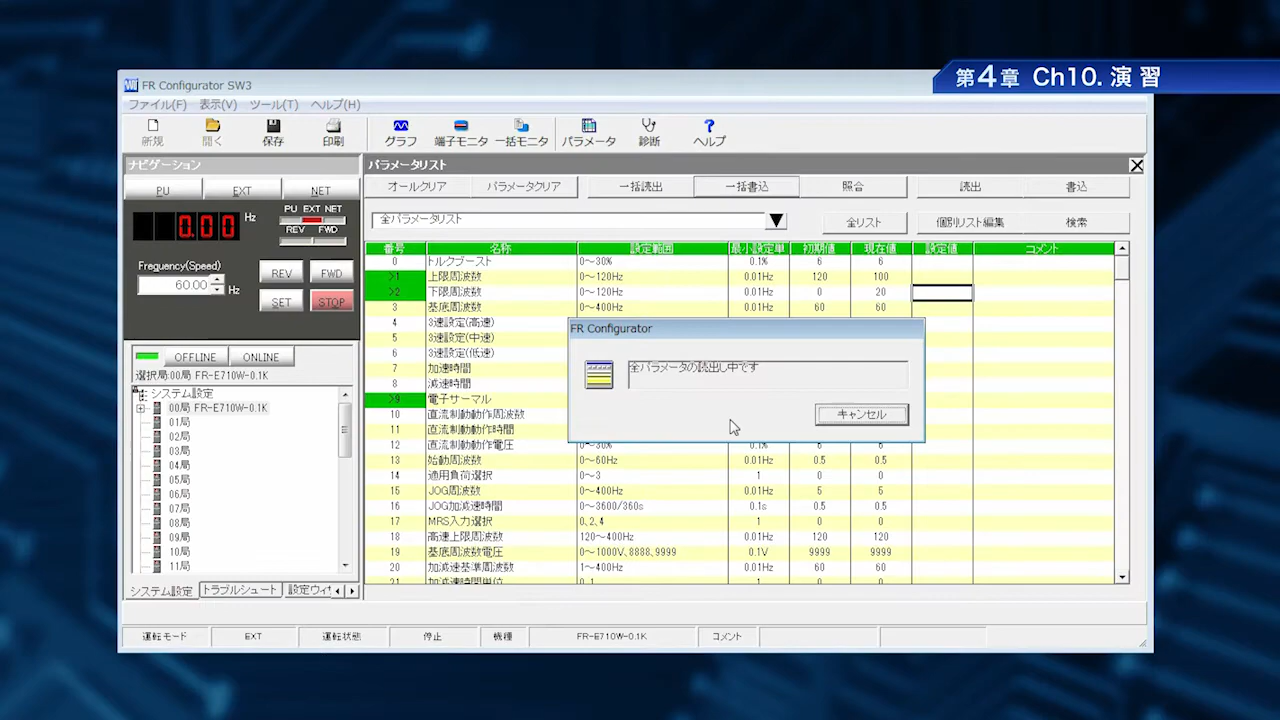 第4章 Ch10. 演習
FR Configurator SW3
ファイル(F) 表示(V) ツール(T) ヘルプ(H)
新規 開く 保存 印刷 グラフ 端子モニタ 一括モニタ パラメータ 診断 ヘルプ
ナビゲーション
PU EXT NET
0.00 Hz
PU EXT NET
REV FWD
Frequency(Speed)
60.00 Hz
REV FWD
SET STOP
OFFLINE ONLINE
選択局:00局 FR-E710W-0.1K
システム設定
00局 FR-E710W-0.1K
01局
02局
03局
04局
05局
06局
07局
08局
09局
10局
11局
システム設定 トラブルシュート 設定ウィ
パラメータリスト
オールクリア パラメータクリア 一括読出 一括書込 照合 読出 書込
全パラメータリスト 全リスト 個別リスト編集 検索
番号 名称 設定範囲 最小設定単 初期値 現在値 設定値 コメント
0 トルクブースト 0～30% 0.1% 6 6
>1 上限周波数 0～120Hz 0.01Hz 120 100
>2 下限周波数 0～120Hz 0.01Hz 0 20
3 基底周波数 0～400Hz 0.01Hz 60 60
4 3速設定(高速)
5 3速設定(中速)
6 3速設定(低速)
7 加速時間
8 減速時間
>9 電子サーマル
10 直流制動動作周波数
11 直流制動動作時間
12 直流制動動作電圧 0～30% 0.1% 6 6
13 始動周波数 0～60Hz 0.01Hz 0.5 0.5
14 適用負荷選択 0～3 1 0 0
15 JOG周波数 0～400Hz 0.01Hz 5 5
16 JOG加減速時間 0～3600/360s 0.1s 0.5 0.5
17 MRS入力選択 0,2,4 1 0 0
18 高速上限周波数 120～400Hz 0.01Hz 120 120
19 基底周波数電圧 0～1000V、8888、9999 0.1V 9999 9999
20 加減速基準周波数 1～400Hz 0.01Hz 60 60
21 加減速時間単位 0,1 1 0 0
FR Configurator
全パラメータの読出し中です
キャンセル
運転モード EXT 運転状態 停止 機種 FR-E710W-0.1K コメント